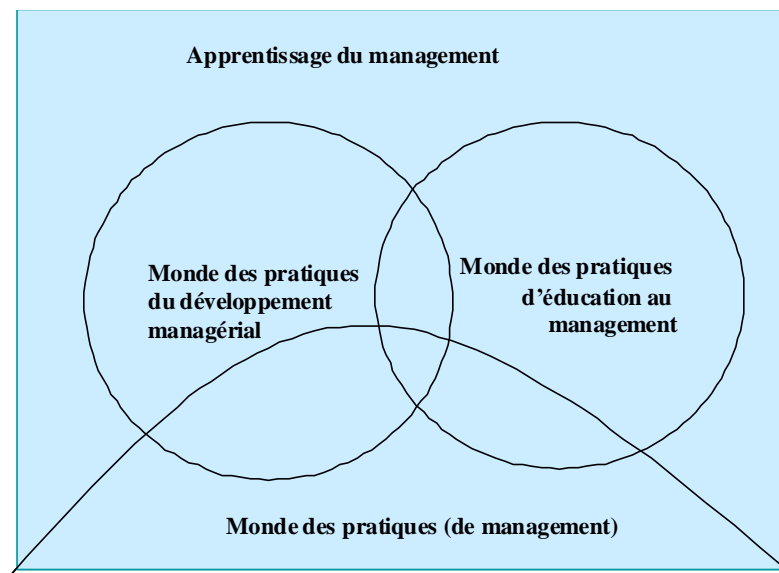 Apprentissage du management
Monde des pratiques
du développement
managérial
Monde des pratiques
d’éducation au
management
Monde des pratiques (de management)